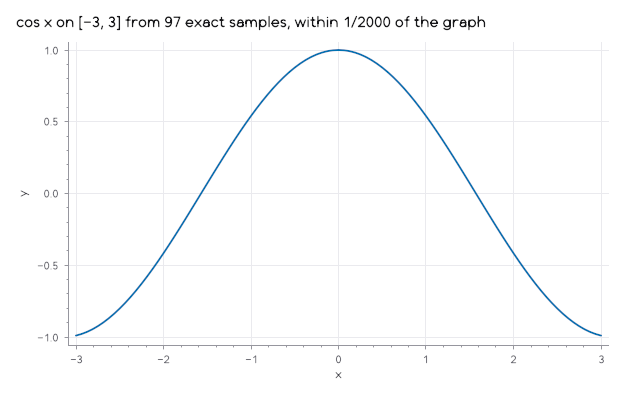 cos x on [−3, 3] from 97 exact samples, within 1/2000 of the graph
1.0
0.5
0.0
−0.5
−1.0
y
−3 −2 −1 0 1 2 3
x